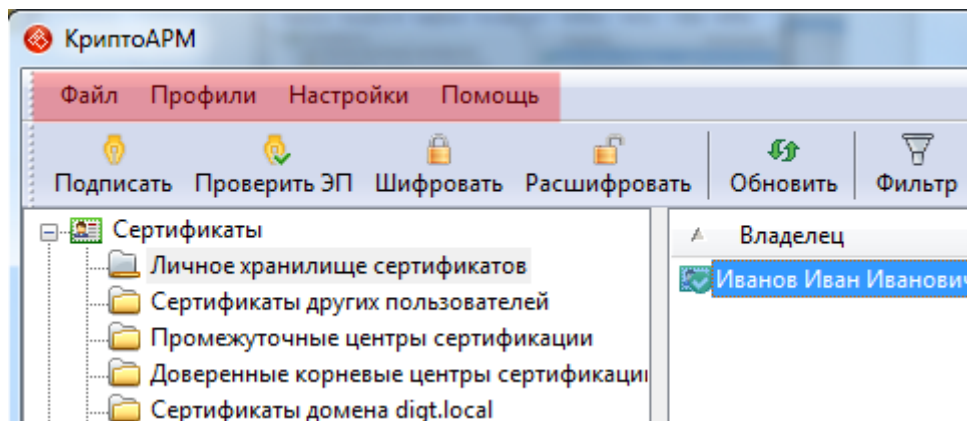 КриптоАРМ
Файл Профили Настройки Помощь
Подписать Проверить ЭП Шифровать Расшифровать Обновить Фильтр
Сертификаты
Личное хранилище сертификатов
Сертификаты других пользователей
Промежуточные центры сертификации
Доверенные корневые центры сертификации
Сертификаты домена digt.local
Владелец
Иванов Иван Иванович